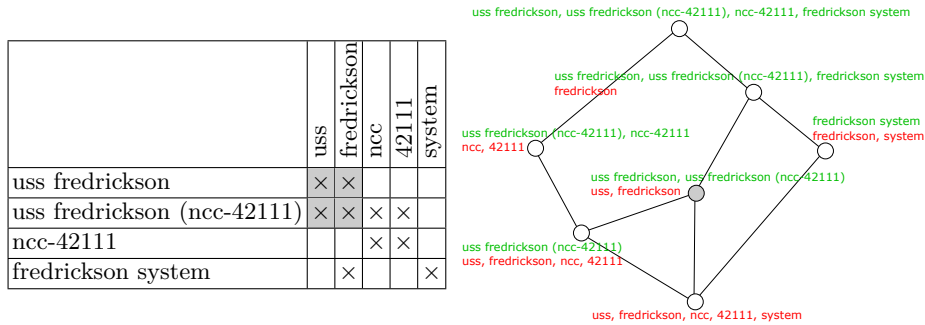 uss
fredrickson
ncc
42111
system
uss fredrickson × ×
uss fredrickson (ncc-42111) × × × ×
ncc-42111 × ×
fredrickson system × ×
uss fredrickson, uss fredrickson (ncc-42111), ncc-42111, fredrickson system
uss fredrickson, uss fredrickson (ncc-42111), fredrickson system
fredrickson
fredrickson system
fredrickson, system
uss fredrickson (ncc-42111), ncc-42111
ncc, 42111
uss fredrickson, uss fredrickson (ncc-42111)
uss, fredrickson
uss fredrickson (ncc-42111)
uss, fredrickson, ncc, 42111
uss, fredrickson, ncc, 42111, system